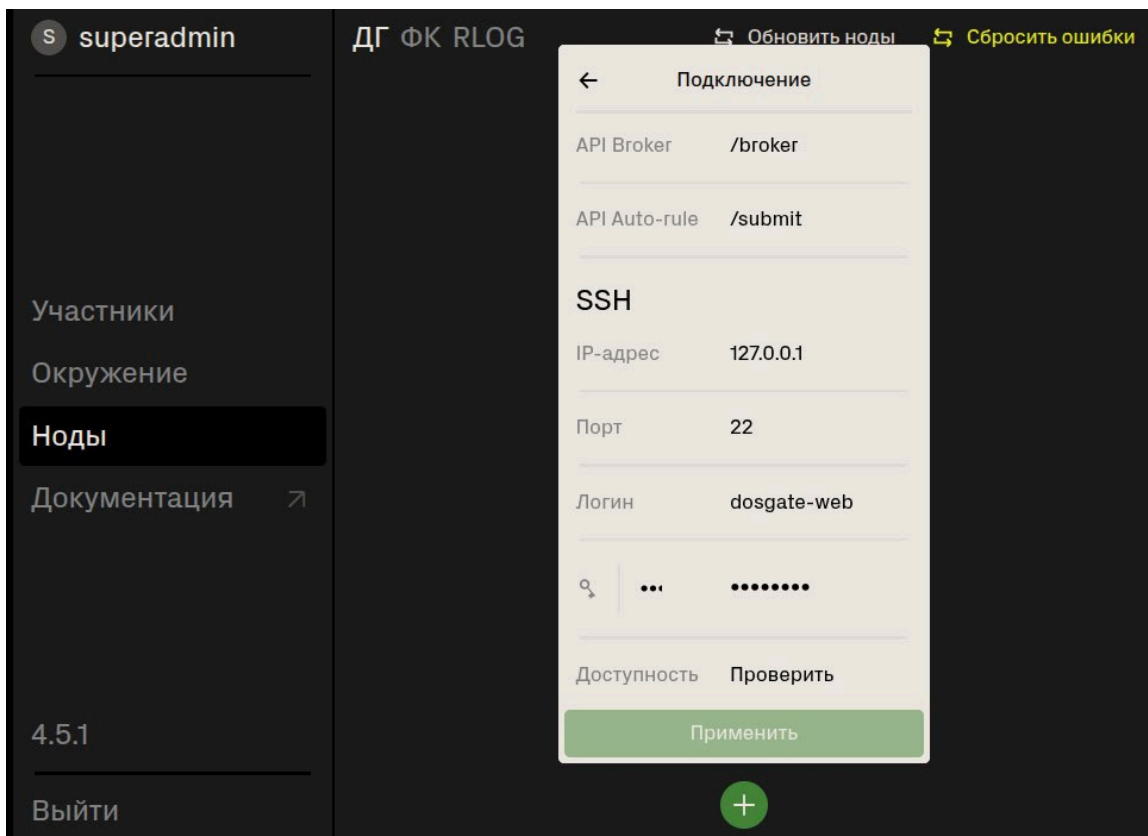 S superadmin
ДГ ФК RLOG
Обновить ноды
Сбросить ошибки
Участники
Окружение
Ноды
Документация
4.5.1
Выйти
Подключение
API Broker /broker
API Auto-rule /submit
SSH
IP-адрес 127.0.0.1
Порт 22
Логин dosgate-web
••• ••••••••
Доступность Проверить
Применить